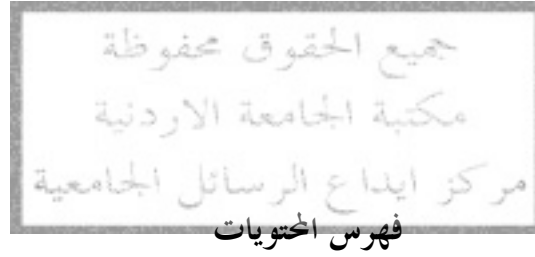 جميع الحقوق محفوظة
مكتبة الجامعة الاردنية
مركز ايداع الرسائل الجامعية
فهرس المحتويات